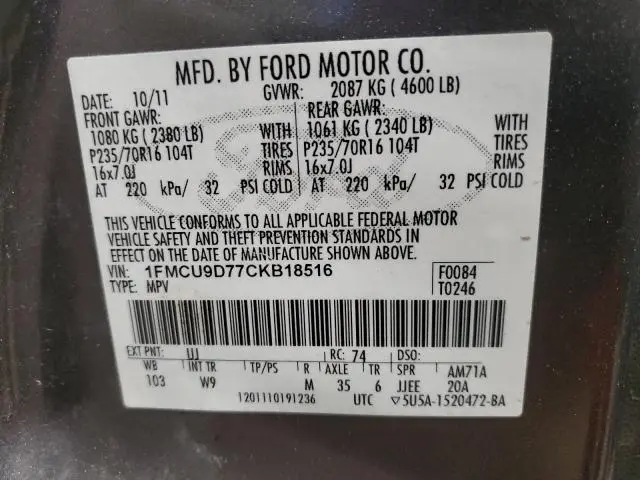 MFD. BY FORD MOTOR CO.
DATE: 10/11 GVWR: 2087 KG ( 4600 LB)
FRONT GAWR: REAR GAWR:
1080 KG ( 2380 LB) WITH 1061 KG ( 2340 LB) WITH
P235/70R16 104T TIRES P235/70R16 104T TIRES
16x7.0J RIMS 16x7.0J RIMS
AT 220 kPa/ 32 PSI COLD AT 220 kPa/ 32 PSI COLD
Ford
THIS VEHICLE CONFORMS TO ALL APPLICABLE FEDERAL MOTOR
VEHICLE SAFETY AND THEFT PREVENTION STANDARDS IN
EFFECT ON THE DATE OF MANUFACTURE SHOWN ABOVE.
VIN: 1FMCU9D77CKB18516 F0084
TYPE: MPV T0246
EXT PNT: UJ RC: 74 DSO:
WB INT TR TP/PS R AXLE TR SPR AM71A
103 W9 M 35 6 JJEE 20A
1201110191236 UTC ▽5U5A-1520472-BA